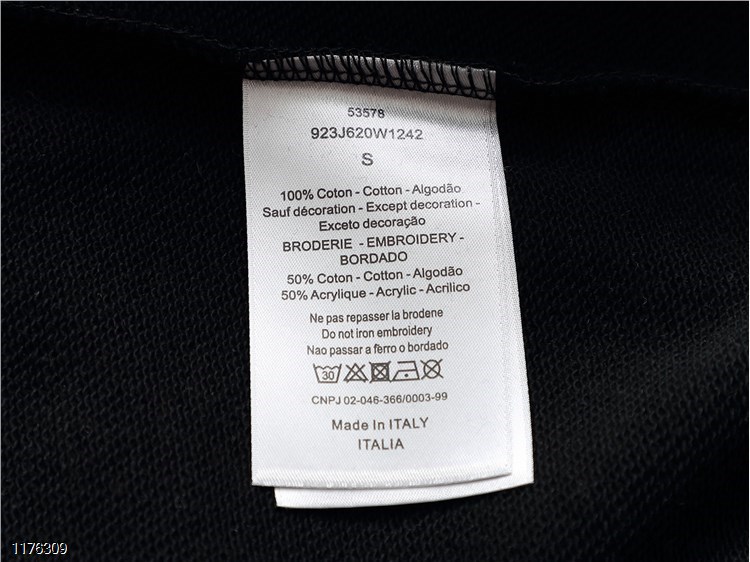 53578
923J620W1242
S
100% Coton - Cotton - Algodão
Sauf décoration - Except decoration -
Exceto decoração
BRODERIE - EMBROIDERY -
BORDADO
50% Coton - Cotton - Algodão
50% Acrylique - Acrylic - Acrilico
Ne pas repasser la brodene
Do not iron embroidery
Nao passar a ferro o bordado
30
CNPJ 02-046-366/0003-99
Made In ITALY
ITALIA
1176309